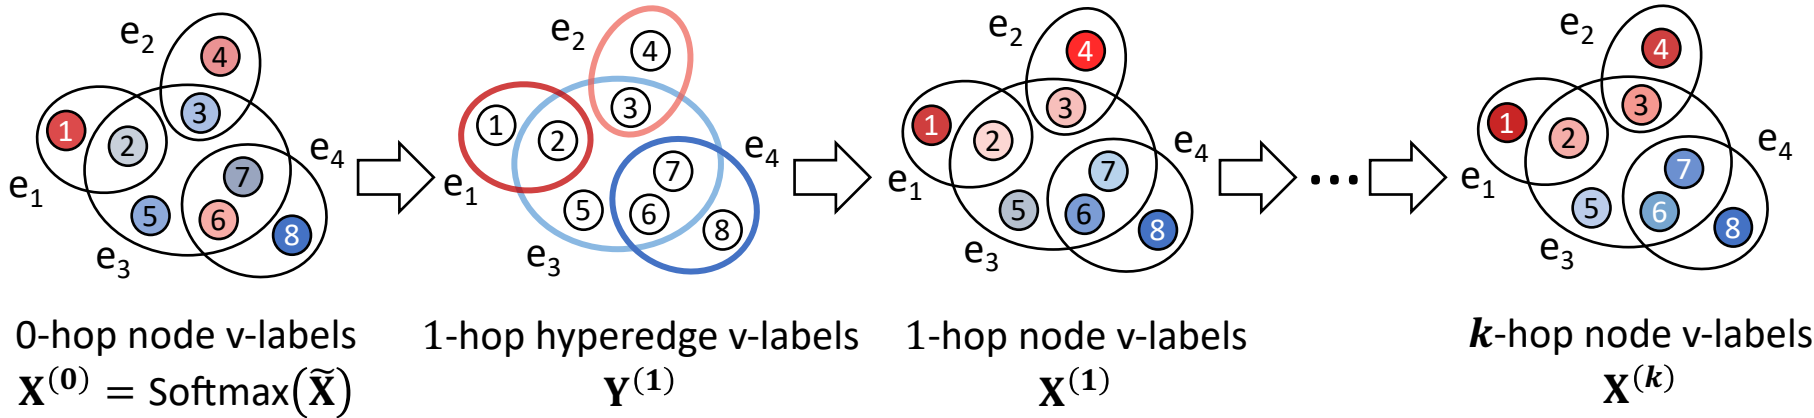 e₂
4
3
1
2
e₄
7
e₁
5
6
8
e₃
0-hop node v-labels
X⁽⁰⁾ = Softmax(X̃)
e₂
4
3
1
2
e₄
7
e₁
5
6
8
e₃
1-hop hyperedge v-labels
Y⁽¹⁾
e₂
4
3
1
2
e₄
7
e₁
5
6
8
e₃
1-hop node v-labels
X⁽¹⁾
...
e₂
4
3
1
2
e₄
7
e₁
5
6
8
e₃
k-hop node v-labels
X⁽ᵏ⁾